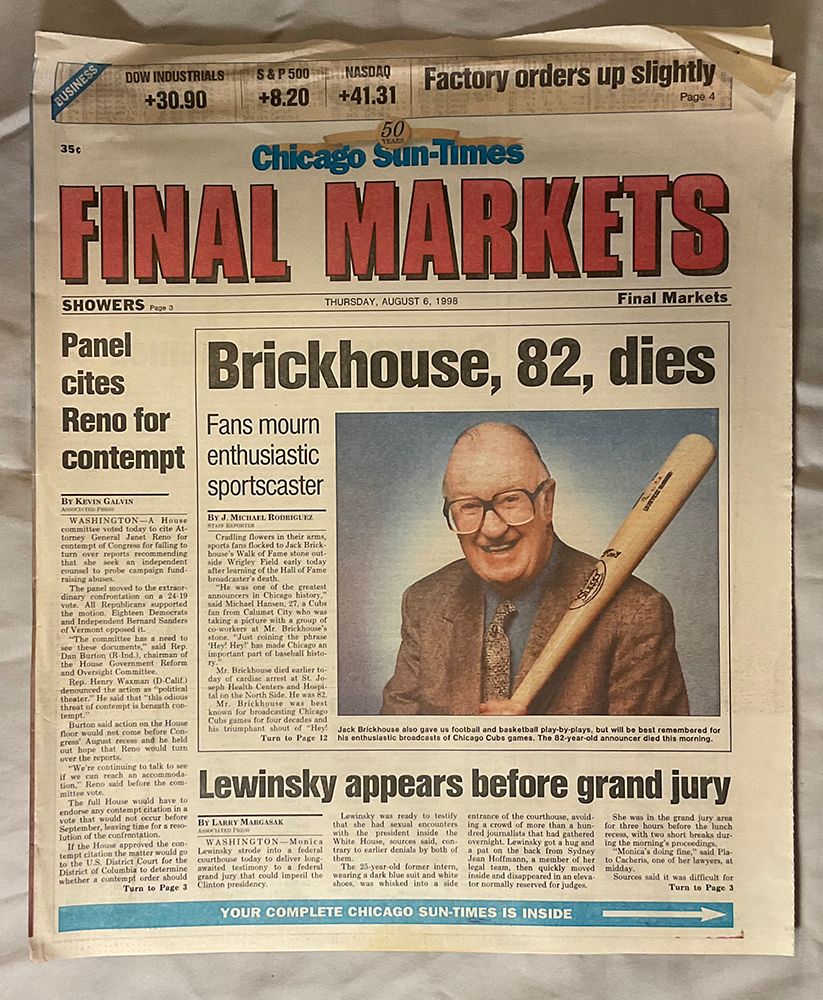 BUSINESS
DOW INDUSTRIALS
+30.90
S & P 500
+8.20
NASDAQ
+41.31
Factory orders up slightly
Page 4
35¢
50
YEARS
Chicago Sun-Times
FINAL MARKETS
SHOWERS Page 3
THURSDAY, AUGUST 6, 1998
Final Markets
Panel
cites
Reno for
contempt
BY KEVIN GALVIN
ASSOCIATED PRESS
WASHINGTON—A House
committee voted today to cite At-
torney General Janet Reno for
contempt of Congress for failing to
turn over reports recommending
that she seek an independent
counsel to probe campaign fund-
raising abuses.
The panel moved to the extraor-
dinary confrontation on a 24-19
vote. All Republicans supported
the motion. Eighteen Democrats
and Independent Bernard Sanders
of Vermont opposed it.
"The committee has a need to
see these documents," said Rep.
Dan Burton (R-Ind.), chairman of
the House Government Reform
and Oversight Committee.
Rep. Henry Waxman (D-Calif.)
denounced the action as "political
theater." He said that "this odious
threat of contempt is beneath con-
tempt."
Burton said action on the House
floor would not come before Con-
gress' August recess and he held
out hope that Reno would turn
over the reports.
"We're continuing to talk to see
if we can reach an accommoda-
tion," Reno said before the com-
mittee vote.
The full House would have to
endorse any contempt citation in a
vote that would not occur before
September, leaving time for a reso-
lution of the confrontation.
If the House approved the con-
tempt citation the matter would go
to the U.S. District Court for the
District of Columbia to determine
whether a contempt order should
Turn to Page 3
Brickhouse, 82, dies
Fans mourn
enthusiastic
sportscaster
BY J. MICHAEL RODRIGUEZ
STAFF REPORTER
Cradling flowers in their arms,
sports fans flocked to Jack Brick-
house's Walk of Fame stone out-
side Wrigley Field early today
after learning of the Hall of Fame
broadcaster's death.
"He was one of the greatest
announcers in Chicago history,"
said Michael Hansen, 27, a Cubs
fan from Calumet City who was
taking a picture with a group of
co-workers at Mr. Brickhouse's
stone. "Just coining the phrase
'Hey! Hey!' has made Chicago an
important part of baseball histo-
ry."
Mr. Brickhouse died earlier to-
day of cardiac arrest at St. Jo-
seph Health Centers and Hospi-
tal on the North Side. He was 82.
Mr. Brickhouse was best
known for broadcasting Chicago
Cubs games for four decades and
his triumphant shout of "Hey!
Turn to Page 12
Jack Brickhouse also gave us football and basketball play-by-plays, but will be best remembered for
his enthusiastic broadcasts of Chicago Cubs games. The 82-year-old announcer died this morning.
Lewinsky appears before grand jury
BY LARRY MARGASAK
ASSOCIATED PRESS
WASHINGTON—Monica
Lewinsky strode into a federal
courthouse today to deliver long-
awaited testimony to a federal
grand jury that could imperil the
Clinton presidency.
Lewinsky was ready to testify
that she had sexual encounters
with the president inside the
White House, sources said, con-
trary to earlier denials by both of
them.
The 25-year-old former intern,
wearing a dark blue suit and white
shoes, was whisked into a side
entrance of the courthouse, avoid-
ing a crowd of more than a hun-
dred journalists that had gathered
overnight. Lewinsky got a hug and
a pat on the back from Sydney
Jean Hoffmann, a member of her
legal team, then quickly moved
inside and disappeared in an eleva-
tor normally reserved for judges.
She was in the grand jury area
for three hours before the lunch
recess, with two short breaks dur-
ing the morning's proceedings.
"Monica's doing fine," said Pla-
to Cacheris, one of her lawyers, at
midday.
Sources said it was difficult for
Turn to Page 3
YOUR COMPLETE CHICAGO SUN-TIMES IS INSIDE